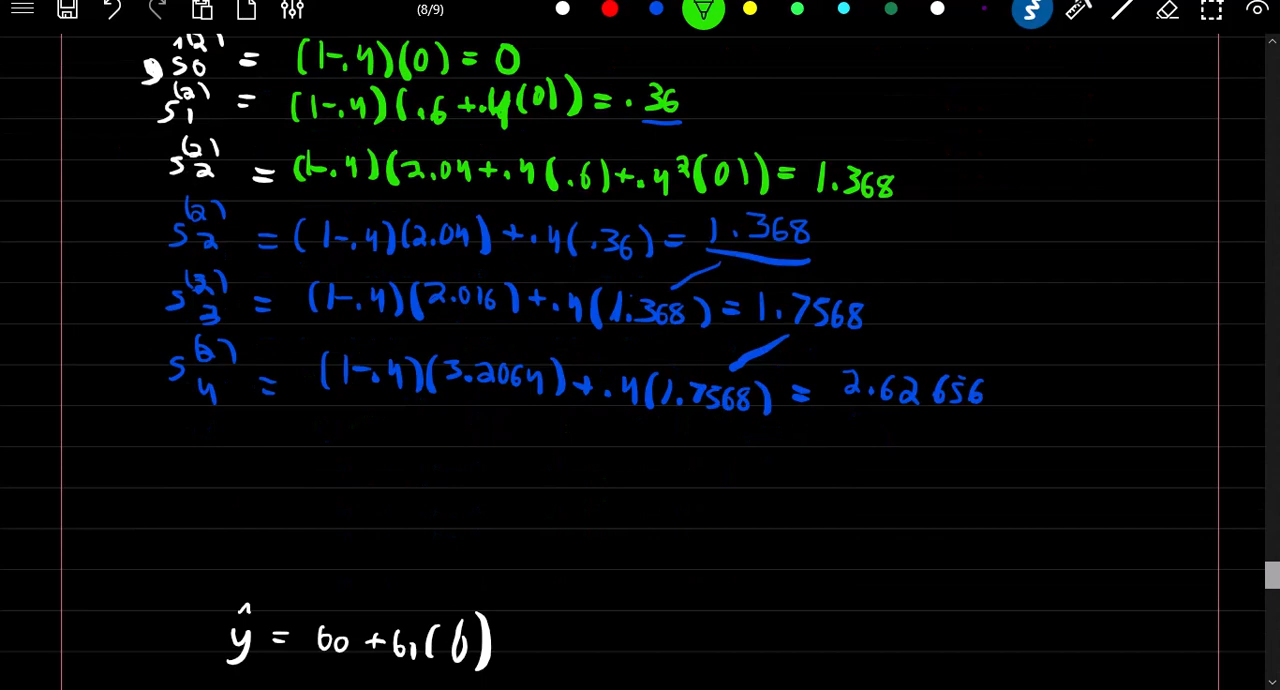 (8/9)
ŝ₀⁽²⁾ = (1-.4)(0) = 0
s₁⁽²⁾ = (1-.4)(.6 + .4(0)) = .36
s₂⁽²⁾ = (1-.4)(2.04 + .4(.6) + .4²(0)) = 1.368
s₂⁽²⁾ = (1-.4)(2.04) + .4(.36) = 1.368
s₃⁽²⁾ = (1-.4)(2.016) + .4(1.368) = 1.7568
s₄⁽²⁾ = (1-.4)(3.2064) + .4(1.7568) = 2.62656
ŷ = b₀ + b₁(6)